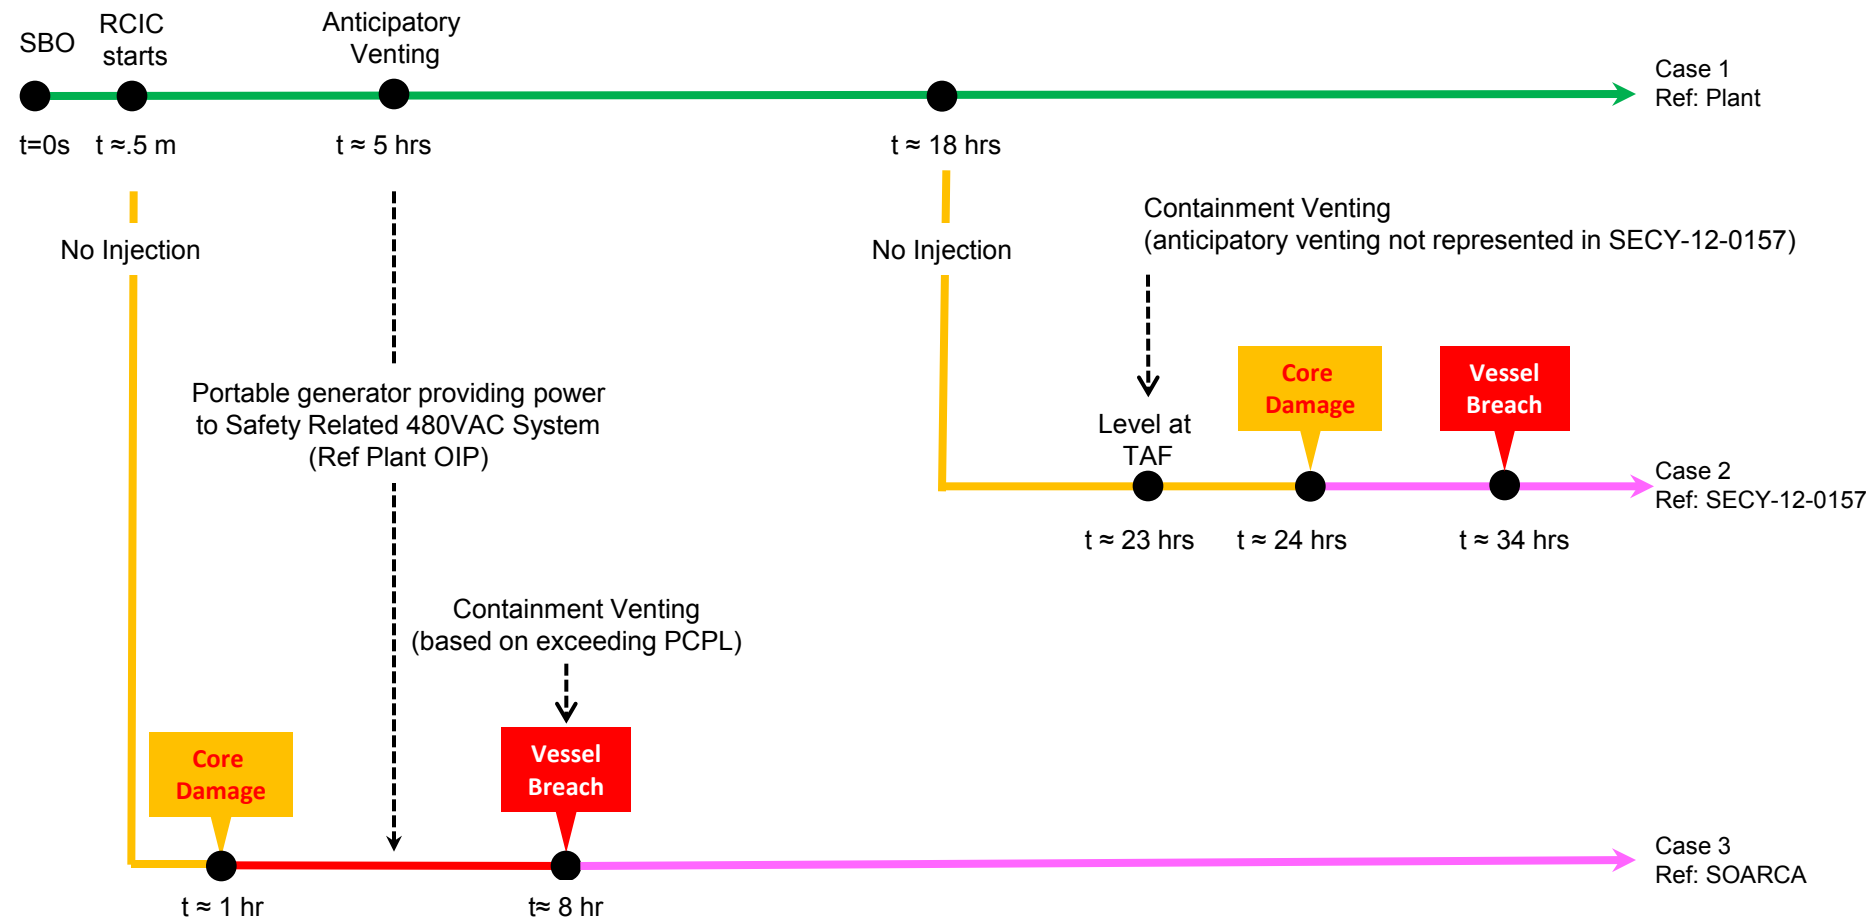 SBO
RCIC
starts
Anticipatory
Venting
Case 1
Ref: Plant
t=0s
t ≈.5 m
t ≈ 5 hrs
t ≈ 18 hrs
No Injection
No Injection
Containment Venting
(anticipatory venting not represented in SECY-12-0157)
Portable generator providing power
to Safety Related 480VAC System
(Ref Plant OIP)
Level at
TAF
Core
Damage
Vessel
Breach
Case 2
Ref: SECY-12-0157
t ≈ 23 hrs
t ≈ 24 hrs
t ≈ 34 hrs
Containment Venting
(based on exceeding PCPL)
Core
Damage
Vessel
Breach
Case 3
Ref: SOARCA
t ≈ 1 hr
t≈ 8 hr